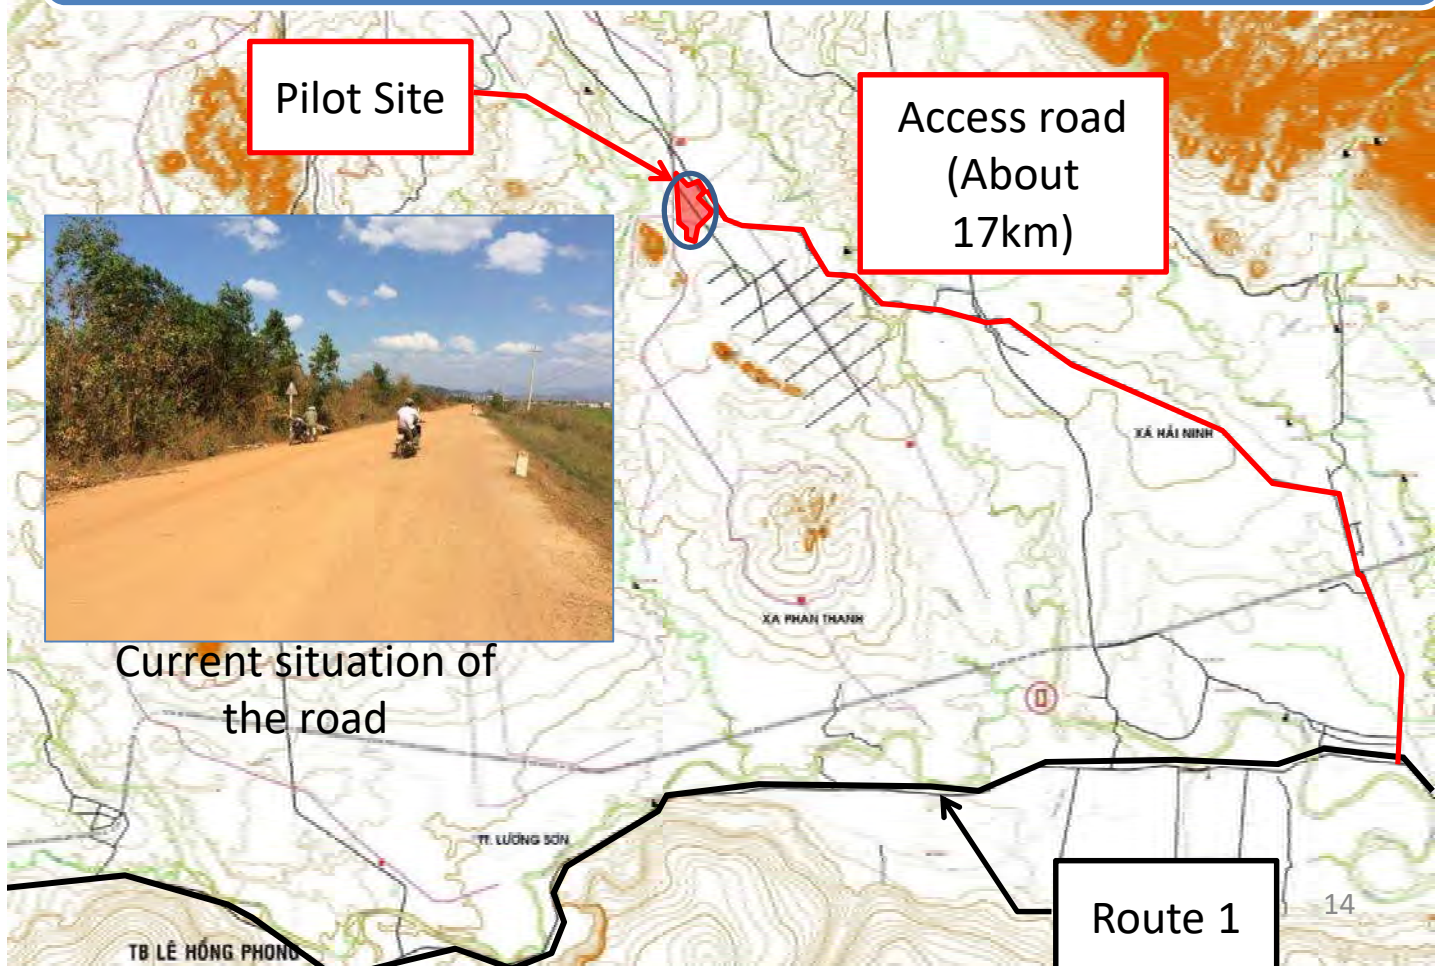 Pilot Site
Access road
(About
17km)
XÃ HẢI NINH
XA PHAN THANH
Current situation of
the road
TT. LƯƠNG SƠN
Route 1
14
TB LÊ HỒNG PHONG